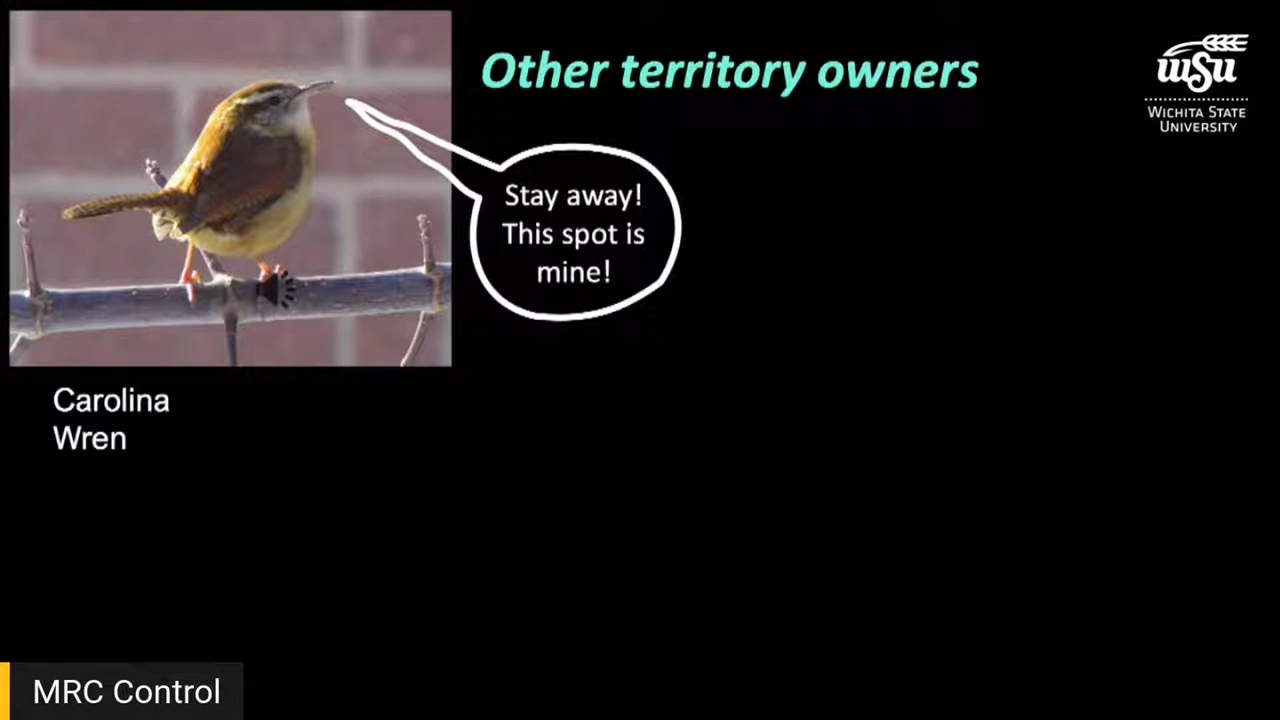 Other territory owners
WSU
WICHITA STATE
UNIVERSITY
Stay away!
This spot is
mine!
Carolina
Wren
MRC Control